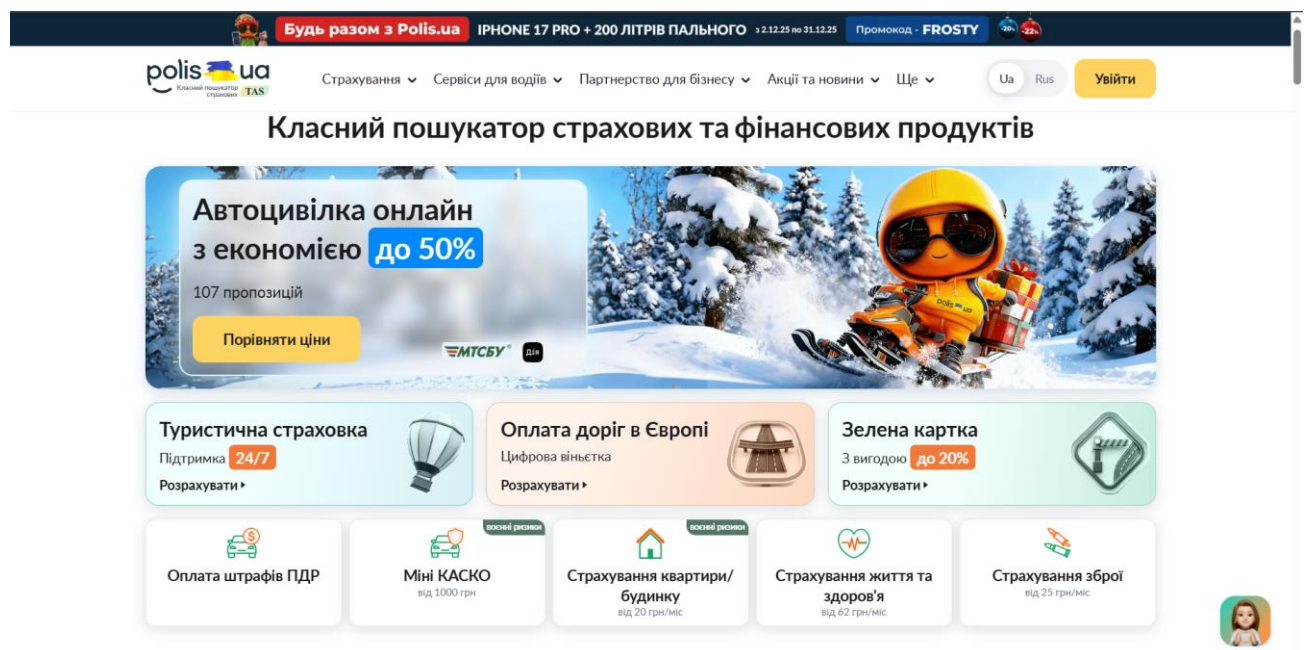 Будь разом з Polis.ua IPHONE 17 PRO + 200 ЛІТРІВ ПАЛЬНОГО з 2.12.25 по 31.12.25 Промокод - FROSTY -20% -22%
polis ua
Класний пошукатор страхових TAS
Страхування Сервіси для водіїв Партнерство для бізнесу Акції та новини Ще Ua Rus Увійти
Класний пошукатор страхових та фінансових продуктів
Автоцивілка онлайн
з економією до 50%
107 пропозицій
Порівняти ціни
МТСБУ Дія
polis ua
Туристична страховка
Підтримка 24/7
Розрахувати
Оплата доріг в Європі
Цифрова віньєтка
Розрахувати
Зелена картка
З вигодою до 20%
Розрахувати
Оплата штрафів ПДР
воєнні ризики
Міні КАСКО
від 1000 грн
воєнні ризики
Страхування квартири/
будинку
від 20 грн/міс
Страхування життя та
здоров'я
від 62 грн/міс
Страхування зброї
від 25 грн/міс